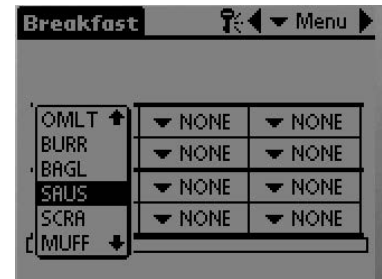 Breakfast Menu
OMLT NONE NONE
BURR NONE NONE
BAGL
SAUS NONE NONE
SCRA NONE NONE
MUFF